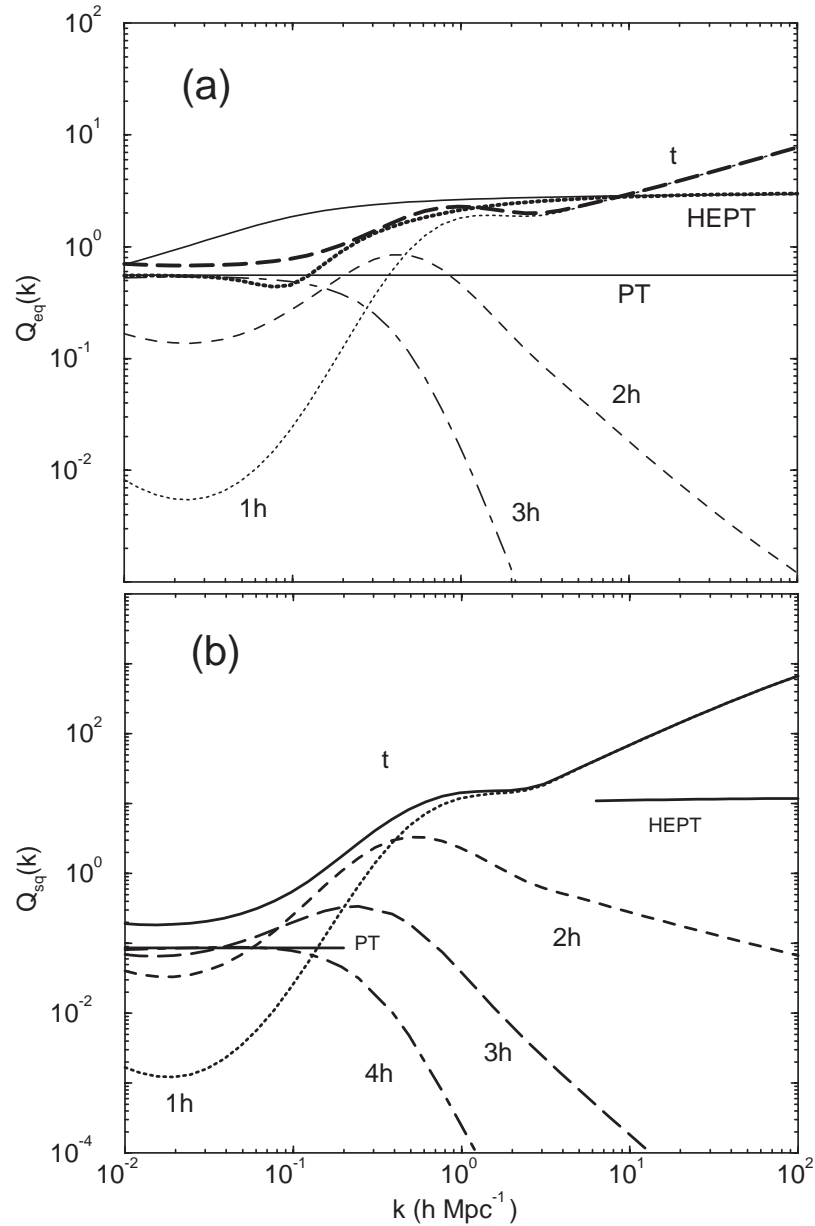 10^2
(a)
10^1
t
HEPT
10^0
PT
Q_eq(k)
10^-1
2h
10^-2
1h
3h
(b)
10^2
t
HEPT
10^0
Q_sq(k)
2h
PT
10^-2
3h
4h
1h
10^-4
10^-2 10^-1 10^0 10^1 10^2
k (h Mpc^-1)